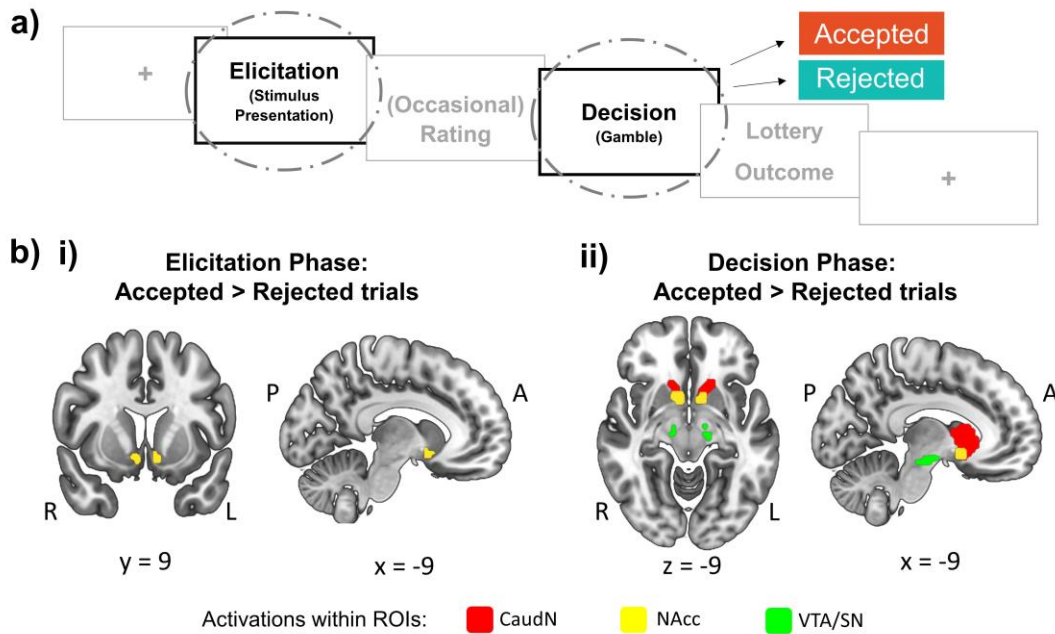 a)
+
Elicitation
(Stimulus
Presentation)
(Occasional)
Rating
Decision
(Gamble)
Accepted
Rejected
Lottery
Outcome
+
b) i)
Elicitation Phase:
Accepted > Rejected trials
P
A
R
L
y = 9
x = -9
ii)
Decision Phase:
Accepted > Rejected trials
P
A
R
L
z = -9
x = -9
Activations within ROIs: CaudN NAcc VTA/SN